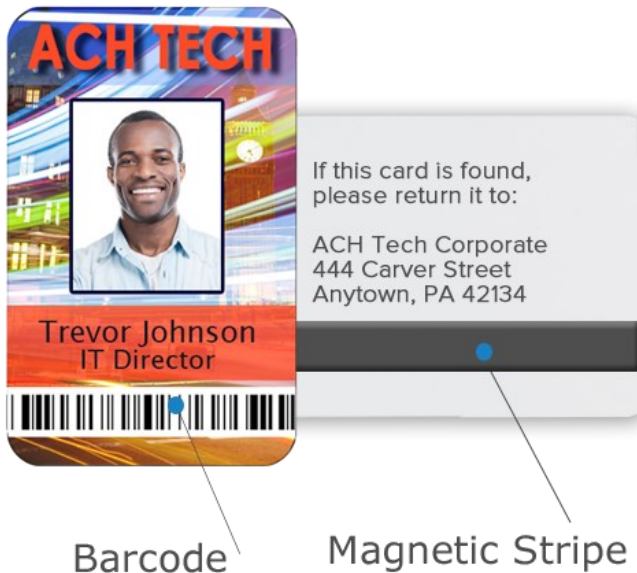 ACH TECH
Trevor Johnson
IT Director
If this card is found,
please return it to:
ACH Tech Corporate
444 Carver Street
Anytown, PA 42134
Barcode
Magnetic Stripe